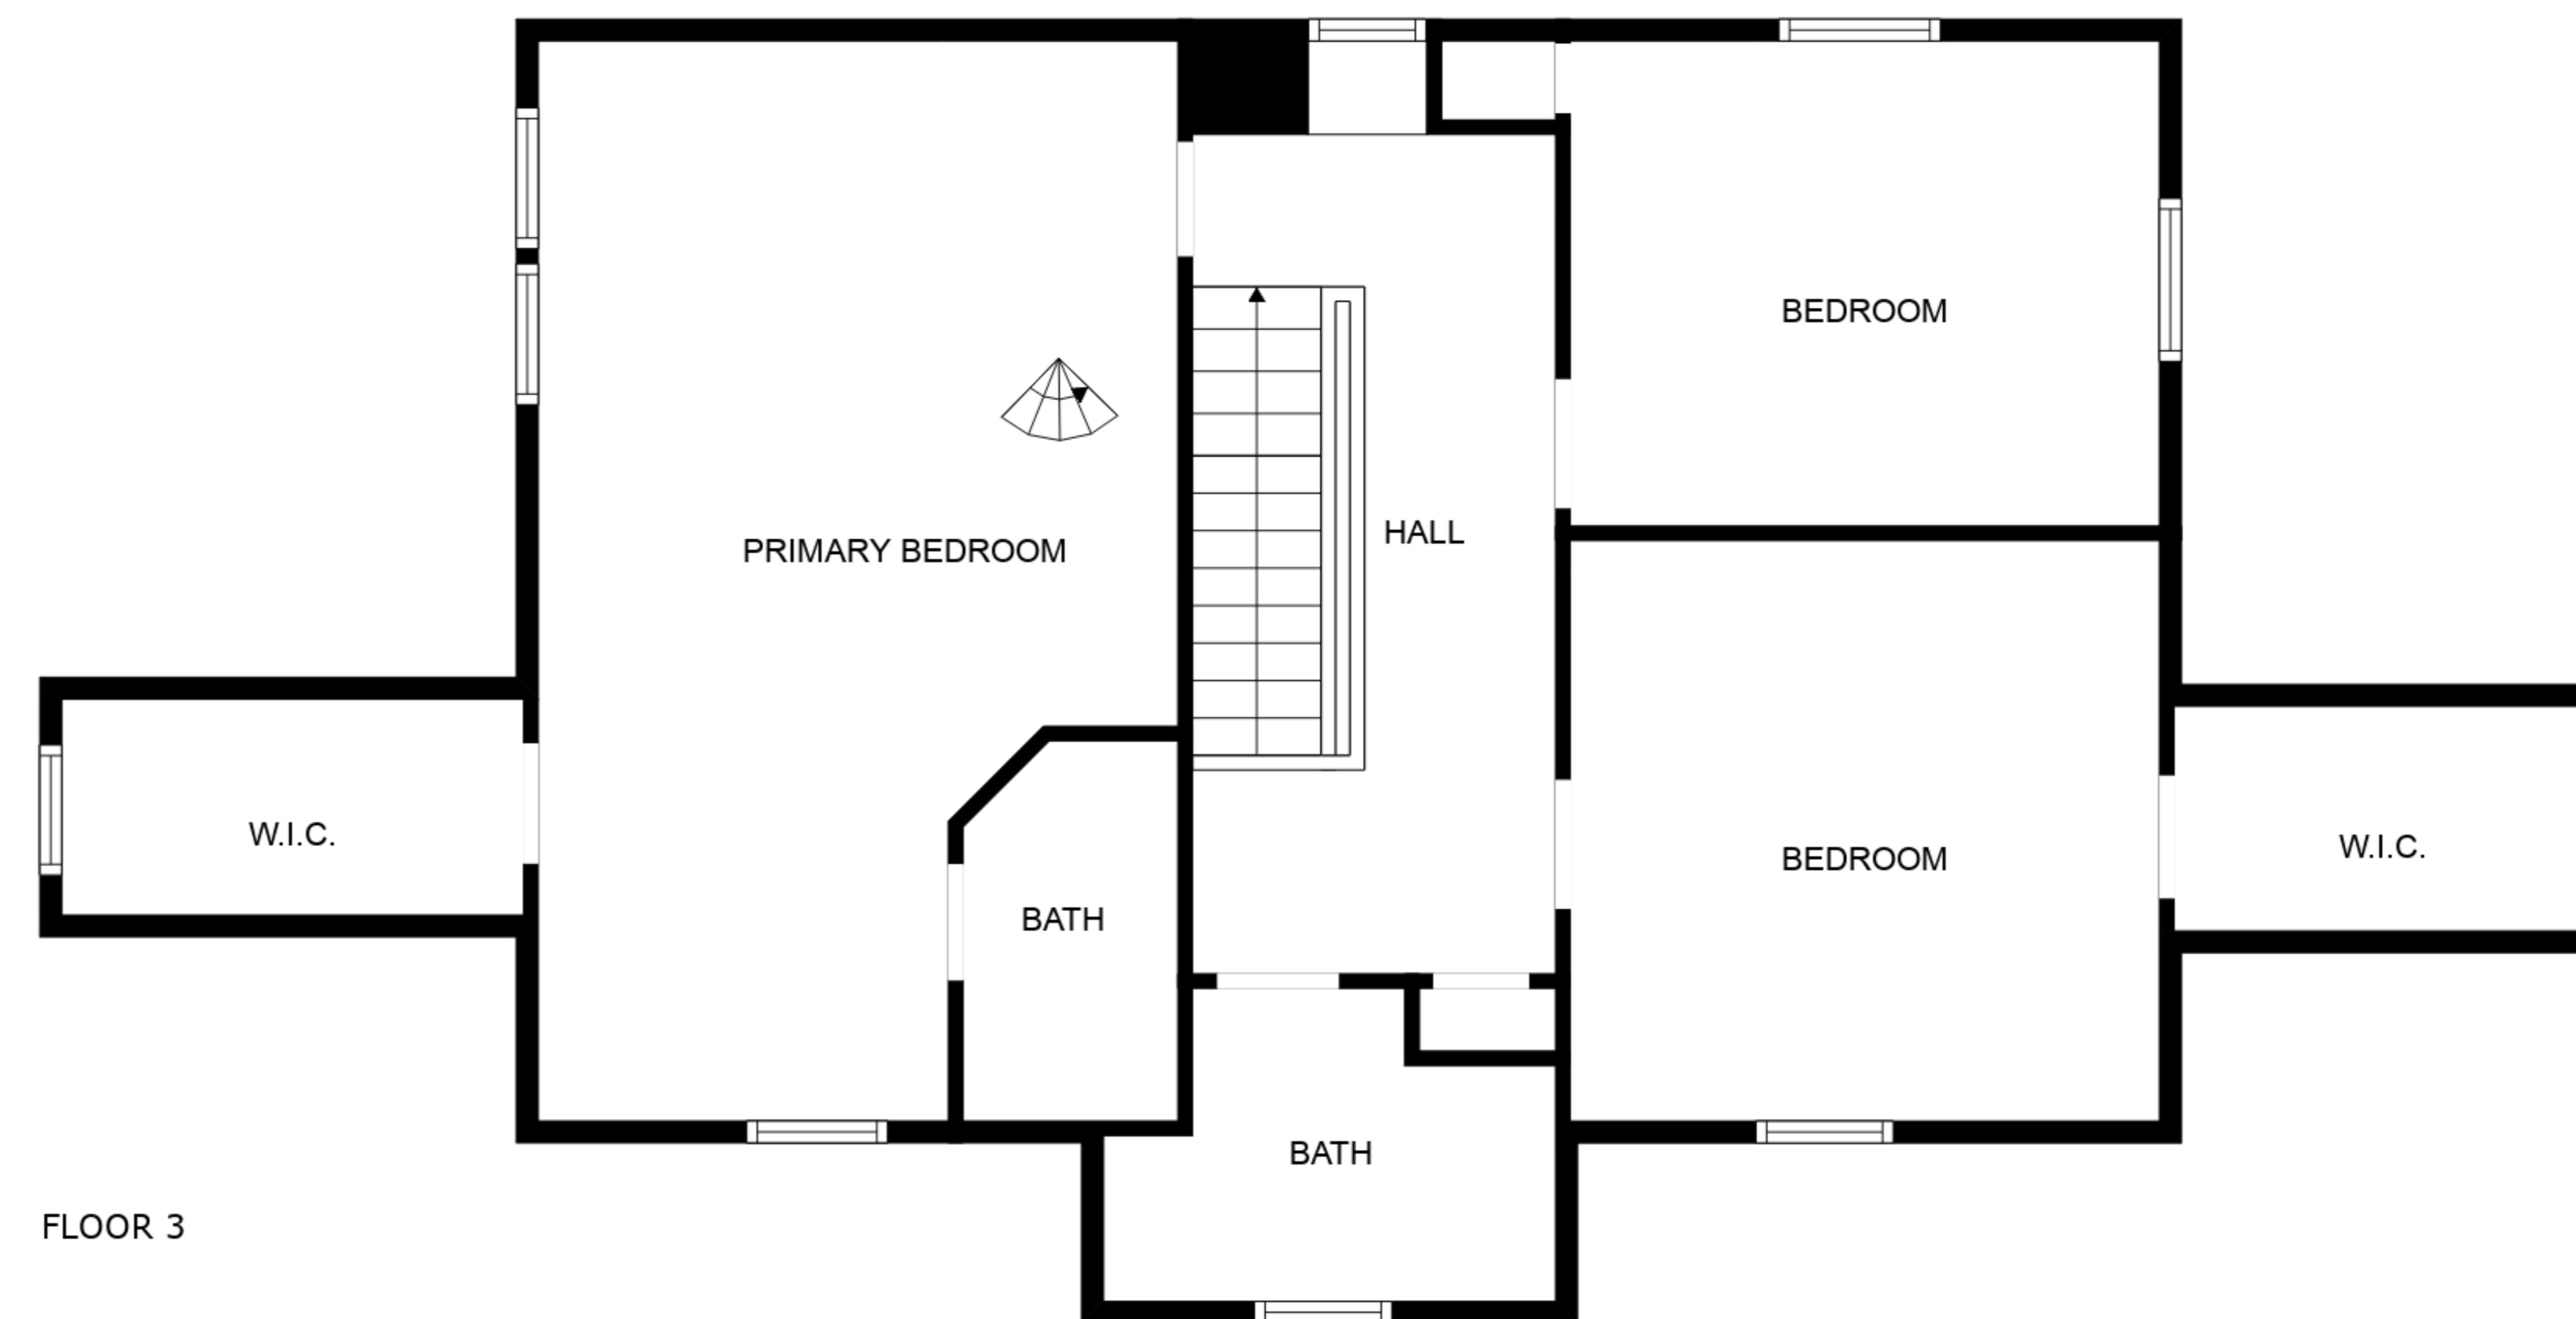 BEDROOM
HALL
PRIMARY BEDROOM
W.I.C.
W.I.C.
BEDROOM
BATH
BATH
FLOOR 3